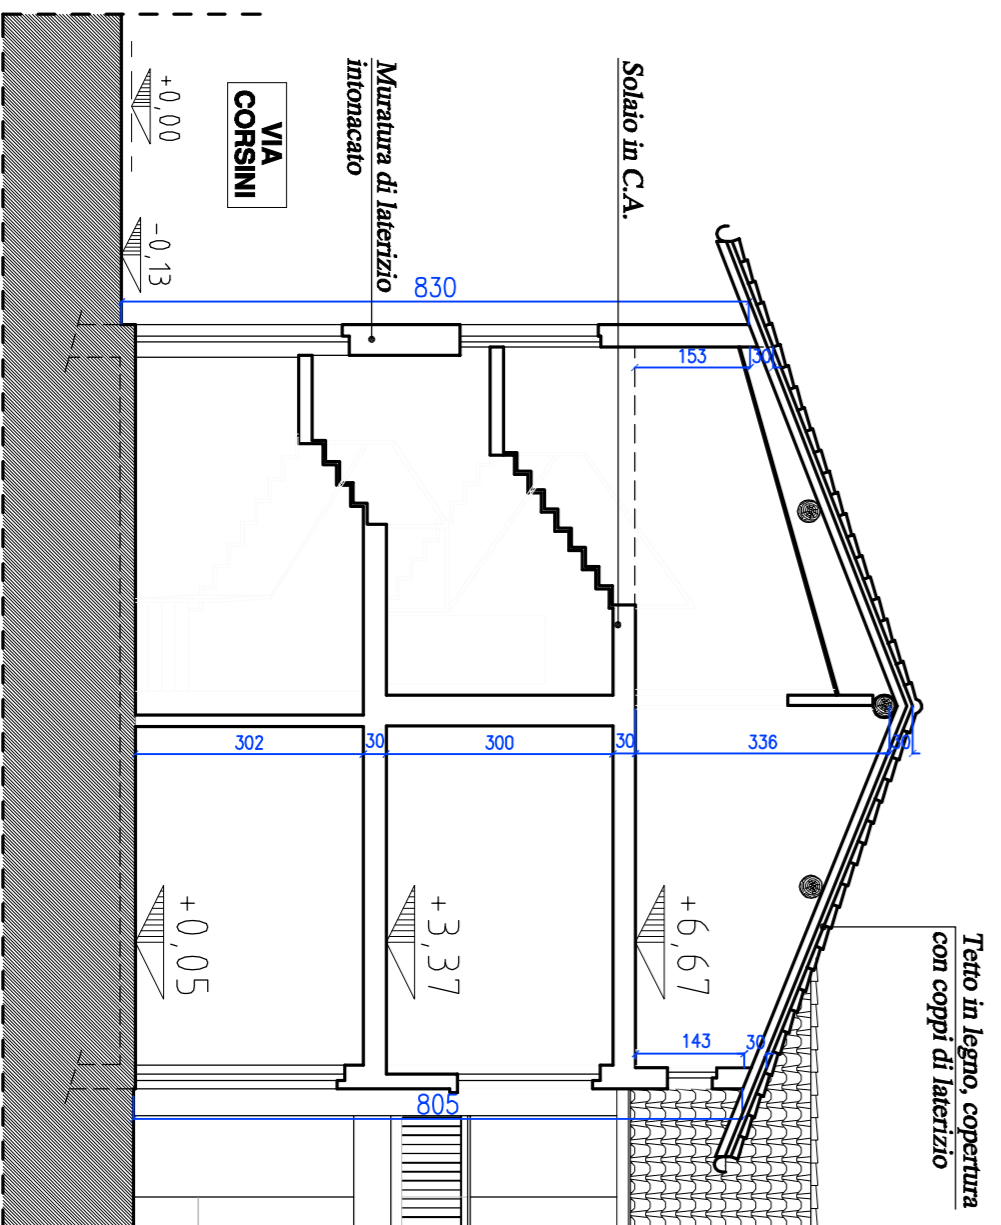 Tetto in legno, copertura
con coppi di laterizio
Solaio in C.A.
Muratura di laterizio
intonacato
VIA
CORSINI
+0,00
-0,13
830
153
30
302
30
300
30
336
30
+6,67
+3,37
+0,05
143
30
805